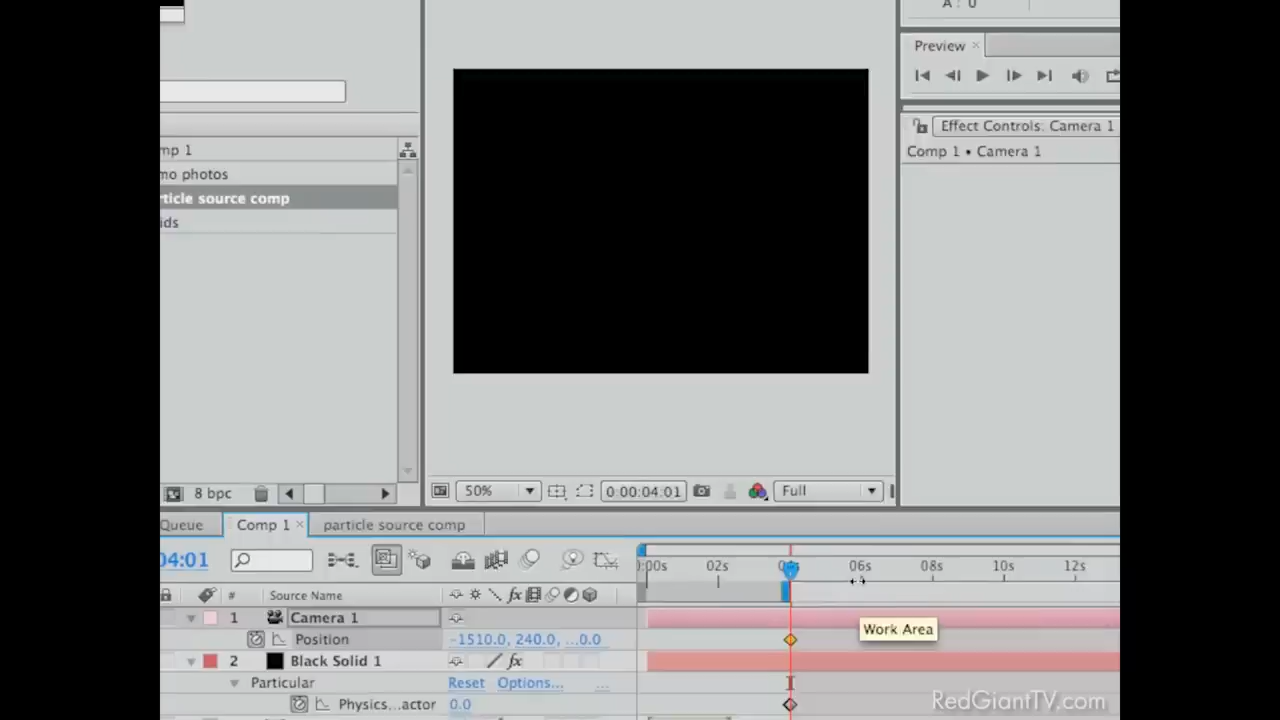 A : 0
Preview ×
mp 1
Effect Controls: Camera 1
Comp 1 • Camera 1
mo photos
rticle source comp
ids
8 bpc
50%
0:00:04:01
Full
Queue
Comp 1 ×
particle source comp
04:01
:00s
02s
06s
08s
10s
12s
#
Source Name
fx
1
Camera 1
Position
-1510.0, 240.0, ...0.0
Work Area
2
Black Solid 1
fx
Particular
Reset
Options...
...
Physics...actor
0.0
RedGiantTV.com